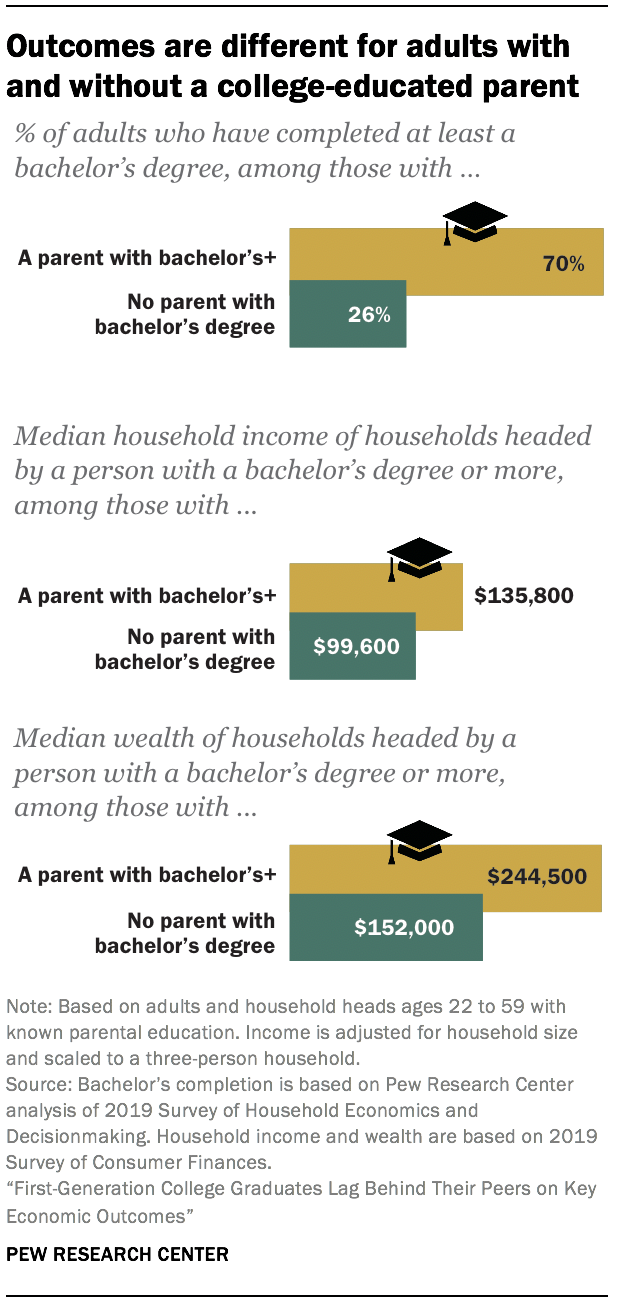 Outcomes are different for adults with
and without a college-educated parent
% of adults who have completed at least a
bachelor's degree, among those with ...
A parent with bachelor's+
70%
No parent with
bachelor's degree
26%
Median household income of households headed
by a person with a bachelor's degree or more,
among those with ...
A parent with bachelor's+
$135,800
No parent with
bachelor's degree
$99,600
Median wealth of households headed by a
person with a bachelor's degree or more,
among those with ...
A parent with bachelor's+
$244,500
No parent with
bachelor's degree
$152,000
Note: Based on adults and household heads ages 22 to 59 with
known parental education. Income is adjusted for household size
and scaled to a three-person household.
Source: Bachelor's completion is based on Pew Research Center
analysis of 2019 Survey of Household Economics and
Decisionmaking. Household income and wealth are based on 2019
Survey of Consumer Finances.
“First-Generation College Graduates Lag Behind Their Peers on Key
Economic Outcomes”
PEW RESEARCH CENTER